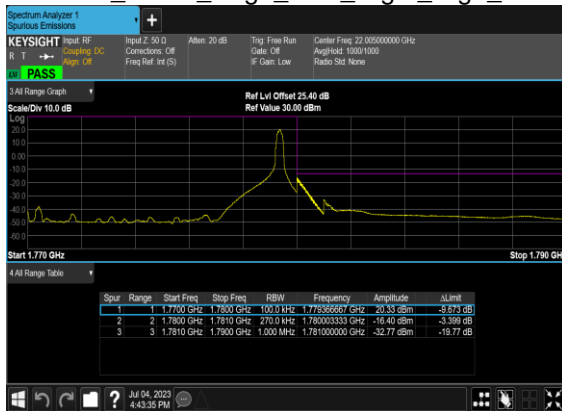 Spectrum Analyzer 1
Spurious Emissions
+
KEYSIGHT Input: RF Input Z: 50 Ω Atten: 20 dB Trig: Free Run Center Freq: 22.005000000 GHz
R T Coupling: DC Corrections: Off Gate: Off Avg|Hold: 1000/1000
Align: Off Freq Ref: Int (S) IF Gain: Low Radio Std: None
PASS
3 All Range Graph Ref Lvl Offset 25.40 dB
Scale/Div 10.0 dB Ref Value 30.00 dBm
Log
20.0
10.0
0.00
-10.0
-20.0
-30.0
-40.0
-50.0
-60.0
Start 1.770 GHz Stop 1.790 GH
4 All Range Table
Spur Range Start Freq Stop Freq RBW Frequency Amplitude ΔLimit
1 1 1.7700 GHz 1.7800 GHz 100.0 kHz 1.779366667 GHz 20.33 dBm -9.673 dB
2 2 1.7800 GHz 1.7810 GHz 270.0 kHz 1.780003333 GHz -16.40 dBm -3.399 dB
3 3 1.7810 GHz 1.7900 GHz 1.000 MHz 1.781000000 GHz -32.77 dBm -19.77 dB
? Jul 04, 2023
4:43:35 PM